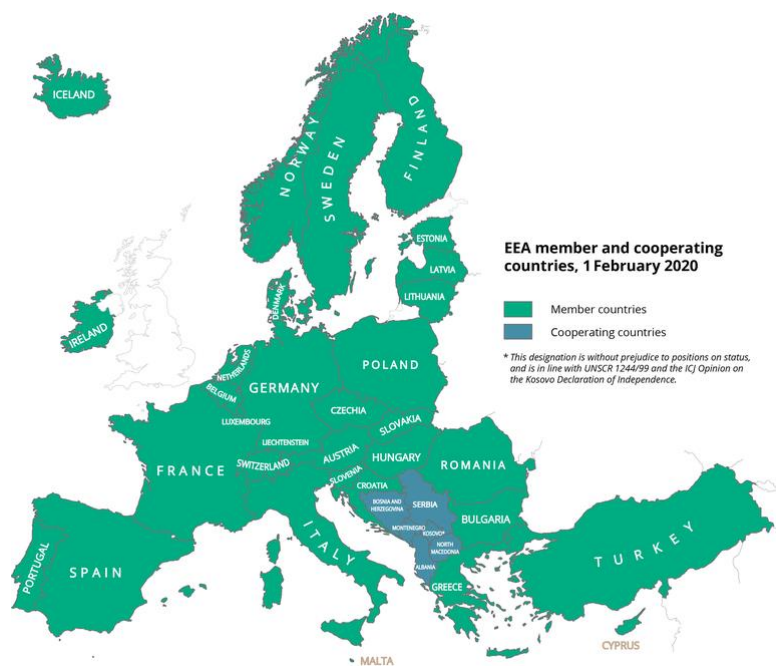 ICELAND
NORWAY
SWEDEN
FINLAND
ESTONIA
LATVIA
LITHUANIA
EEA member and cooperating
countries, 1 February 2020
Member countries
Cooperating countries
* This designation is without prejudice to positions on status,
and is in line with UNSCR 1244/99 and the ICJ Opinion on
the Kosovo Declaration of Independence.
DENMARK
IRELAND
NETHERLANDS
BELGIUM
GERMANY
POLAND
LUXEMBOURG
CZECHIA
SLOVAKIA
LIECHTENSTEIN
AUSTRIA
HUNGARY
FRANCE
SWITZERLAND
SLOVENIA
ROMANIA
CROATIA
BOSNIA AND
HERZEGOVINA
SERBIA
BULGARIA
MONTENEGRO
KOSOVO*
NORTH
MACEDONIA
ITALY
ALBANIA
TURKEY
PORTUGAL
SPAIN
GREECE
CYPRUS
MALTA